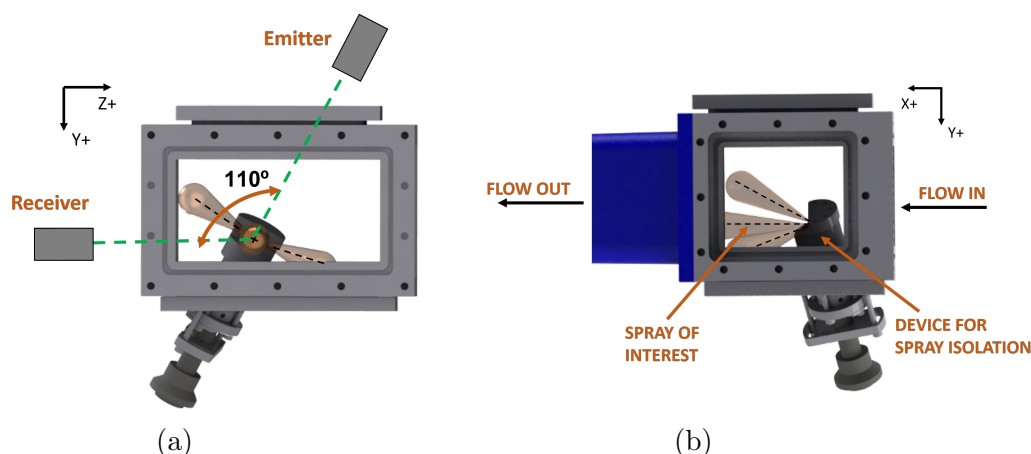 Emitter
Z+
Y+
110º
Receiver
(a)
X+
Y+
FLOW OUT
FLOW IN
SPRAY OF
INTEREST
DEVICE FOR
SPRAY ISOLATION
(b)